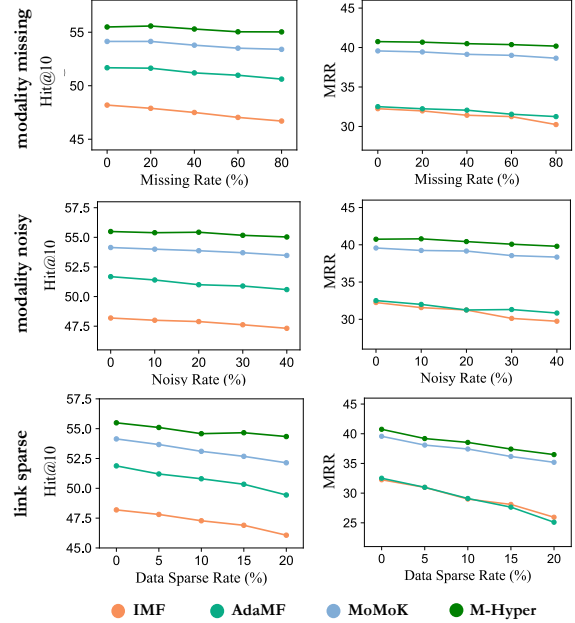 modality missing
Hit@10
55
50
45
0 20 40 60 80
Missing Rate (%)
MRR
45
40
35
30
0 20 40 60 80
Missing Rate (%)
modality noisy
Hit@10
57.5
55.0
52.5
50.0
47.5
0 10 20 30 40
Noisy Rate (%)
MRR
45
40
35
30
0 10 20 30 40
Noisy Rate (%)
link sparse
Hit@10
57.5
55.0
52.5
50.0
47.5
45.0
0 5 10 15 20
Data Sparse Rate (%)
MRR
45
40
35
30
25
0 5 10 15 20
Data Sparse Rate (%)
IMF AdaMF MoMoK M-Hyper